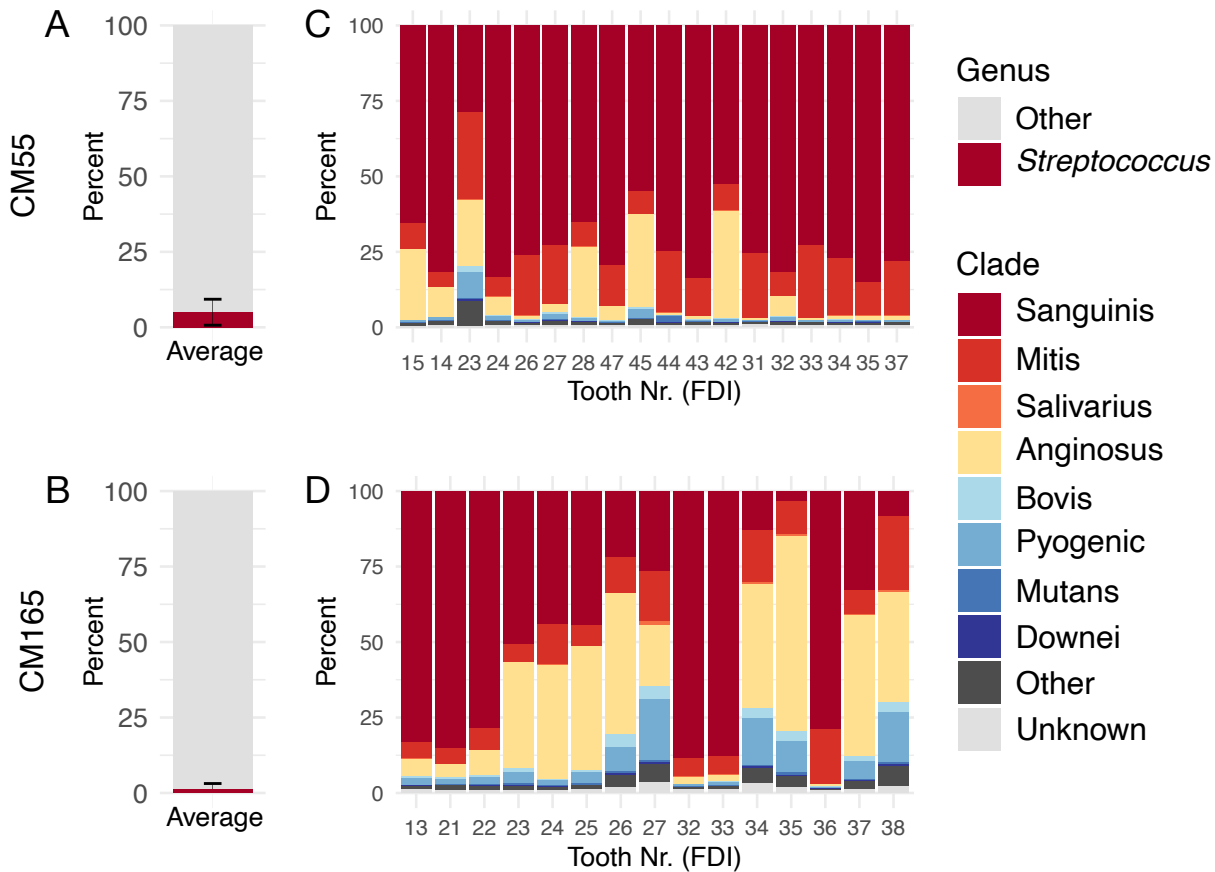 A
CM55
Percent
100
75
50
25
0
Average
C
Percent
100
75
50
25
0
15 14 23 24 26 27 28 47 45 44 43 42 31 32 33 34 35 37
Tooth Nr. (FDI)
B
CM165
Percent
100
75
50
25
0
Average
D
Percent
100
75
50
25
0
13 21 22 23 24 25 26 27 32 33 34 35 36 37 38
Tooth Nr. (FDI)
Genus
Other
Streptococcus
Clade
Sanguinis
Mitis
Salivarius
Anginosus
Bovis
Pyogenic
Mutans
Downei
Other
Unknown